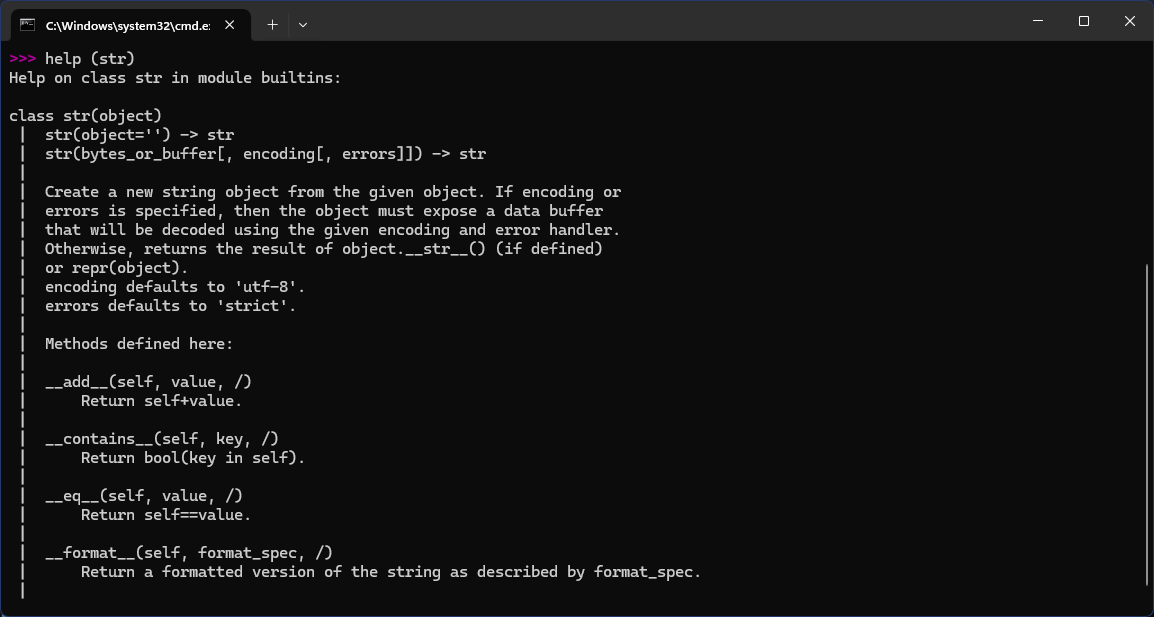 C:\Windows\system32\cmd.e:
>>> help (str)
Help on class str in module builtins:

class str(object)
 |  str(object='') -> str
 |  str(bytes_or_buffer[, encoding[, errors]]) -> str
 |
 |  Create a new string object from the given object. If encoding or
 |  errors is specified, then the object must expose a data buffer
 |  that will be decoded using the given encoding and error handler.
 |  Otherwise, returns the result of object.__str__() (if defined)
 |  or repr(object).
 |  encoding defaults to 'utf-8'.
 |  errors defaults to 'strict'.
 |
 |  Methods defined here:
 |
 |  __add__(self, value, /)
 |      Return self+value.
 |
 |  __contains__(self, key, /)
 |      Return bool(key in self).
 |
 |  __eq__(self, value, /)
 |      Return self==value.
 |
 |  __format__(self, format_spec, /)
 |      Return a formatted version of the string as described by format_spec.
 |